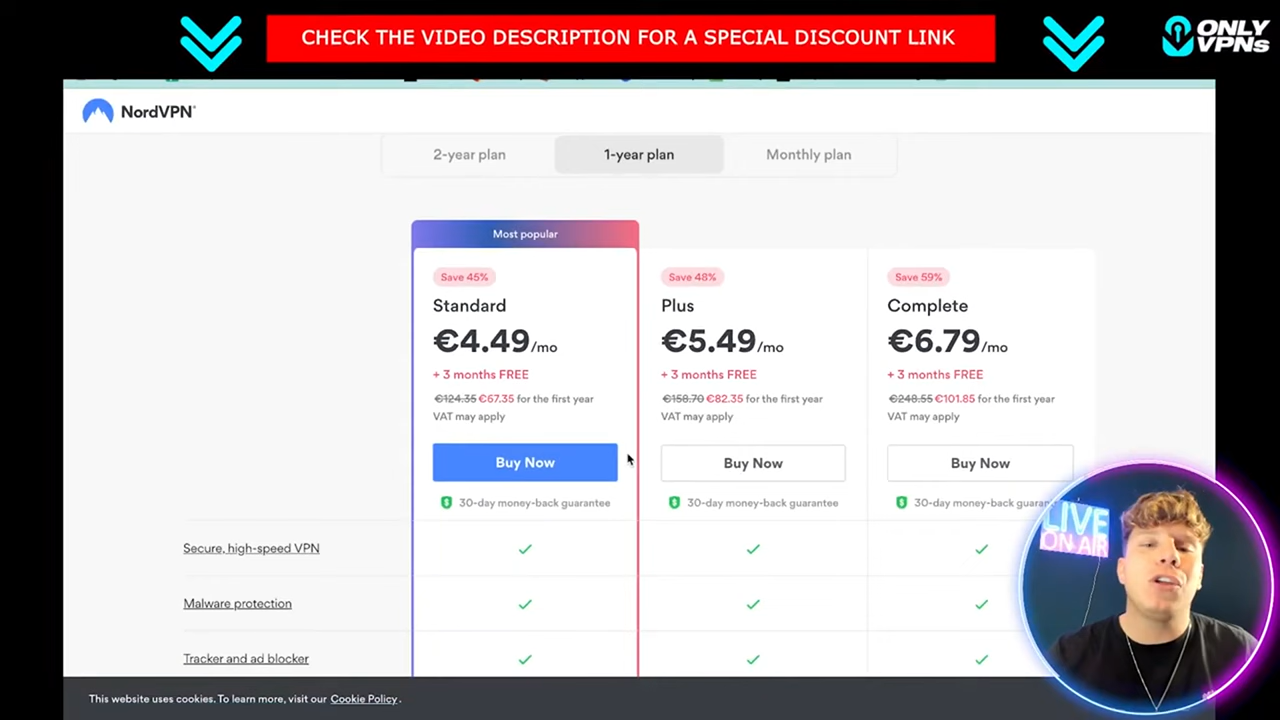 CHECK THE VIDEO DESCRIPTION FOR A SPECIAL DISCOUNT LINK
ONLY
VPNs
NordVPN®
2-year plan 1-year plan Monthly plan
Most popular
Save 45% Save 48% Save 59%
Standard Plus Complete
€4.49/mo €5.49/mo €6.79/mo
+ 3 months FREE + 3 months FREE + 3 months FREE
€124.35 €67.35 for the first year €158.70 €82.35 for the first year €248.55 €101.85 for the first year
VAT may apply VAT may apply VAT may apply
Buy Now Buy Now Buy Now
30-day money-back guarantee 30-day money-back guarantee 30-day money-back
LIVE
ON AIR
Secure, high-speed VPN
Malware protection
Tracker and ad blocker
This website uses cookies. To learn more, visit our Cookie Policy.